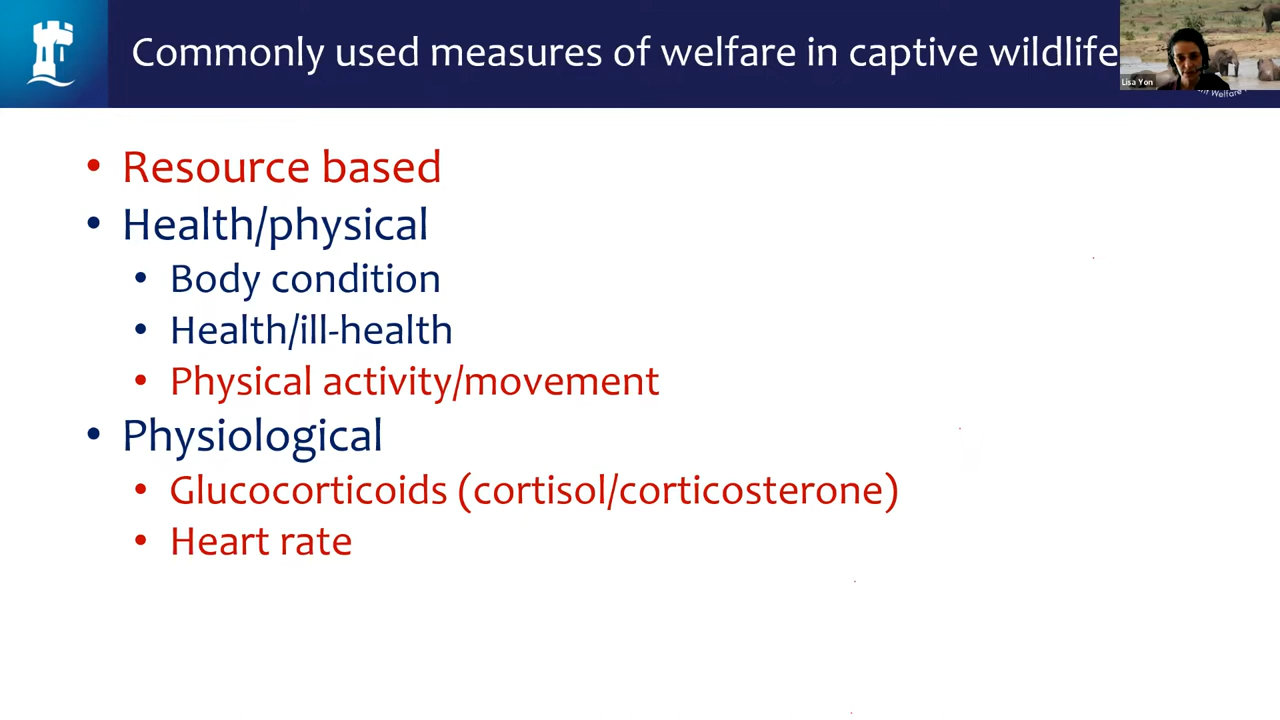 Commonly used measures of welfare in captive wildlife
Lisa Yon
Welfare
• Resource based
• Health/physical
• Body condition
• Health/ill-health
• Physical activity/movement
• Physiological
• Glucocorticoids (cortisol/corticosterone)
• Heart rate